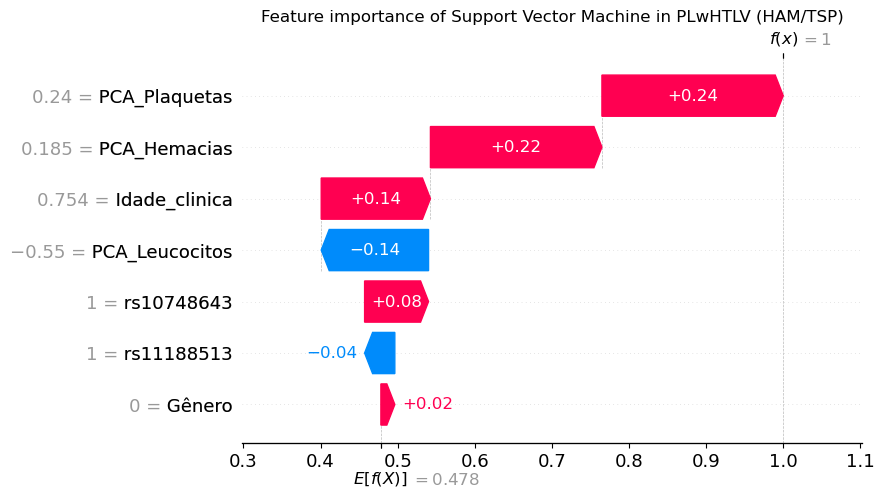 Feature importance of Support Vector Machine in PLwHTLV (HAM/TSP)
f(x) = 1
0.24 = PCA_Plaquetas +0.24
0.185 = PCA_Hemacias +0.22
0.754 = Idade_clinica +0.14
−0.55 = PCA_Leucocitos −0.14
1 = rs10748643 +0.08
1 = rs11188513 −0.04
0 = Gênero +0.02
0.3 0.4 0.5 0.6 0.7 0.8 0.9 1.0 1.1
E[f(X)] = 0.478